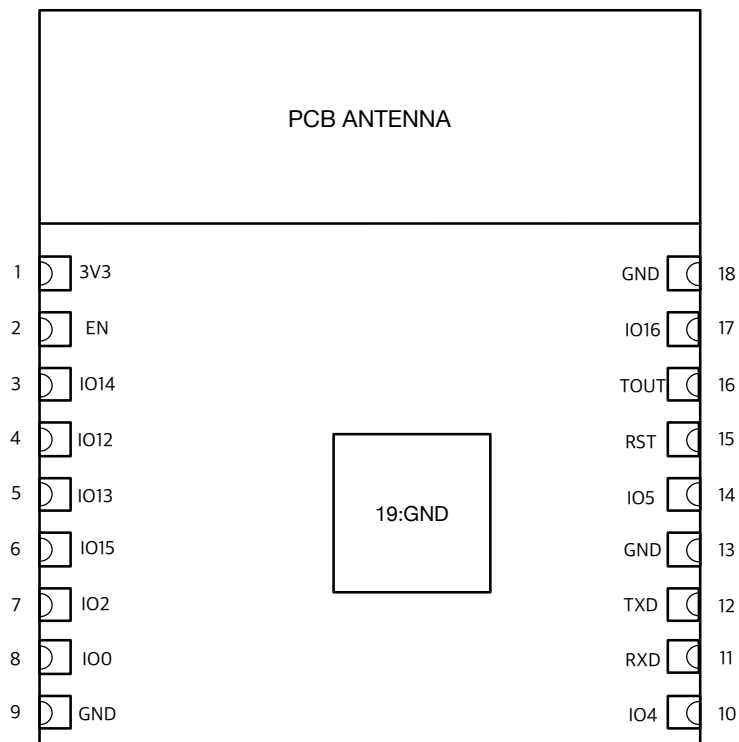 PCB ANTENNA
1 3V3 GND 18
2 EN IO16 17
3 IO14 TOUT 16
4 IO12 RST 15
5 IO13 IO5 14
19:GND
6 IO15 GND 13
7 IO2 TXD 12
8 IO0 RXD 11
9 GND IO4 10